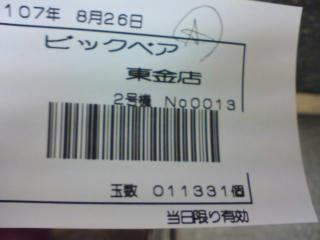 107年 8月26日
ビックベア
東金店
2号機 No0013
玉数 011331個
当日限り有効